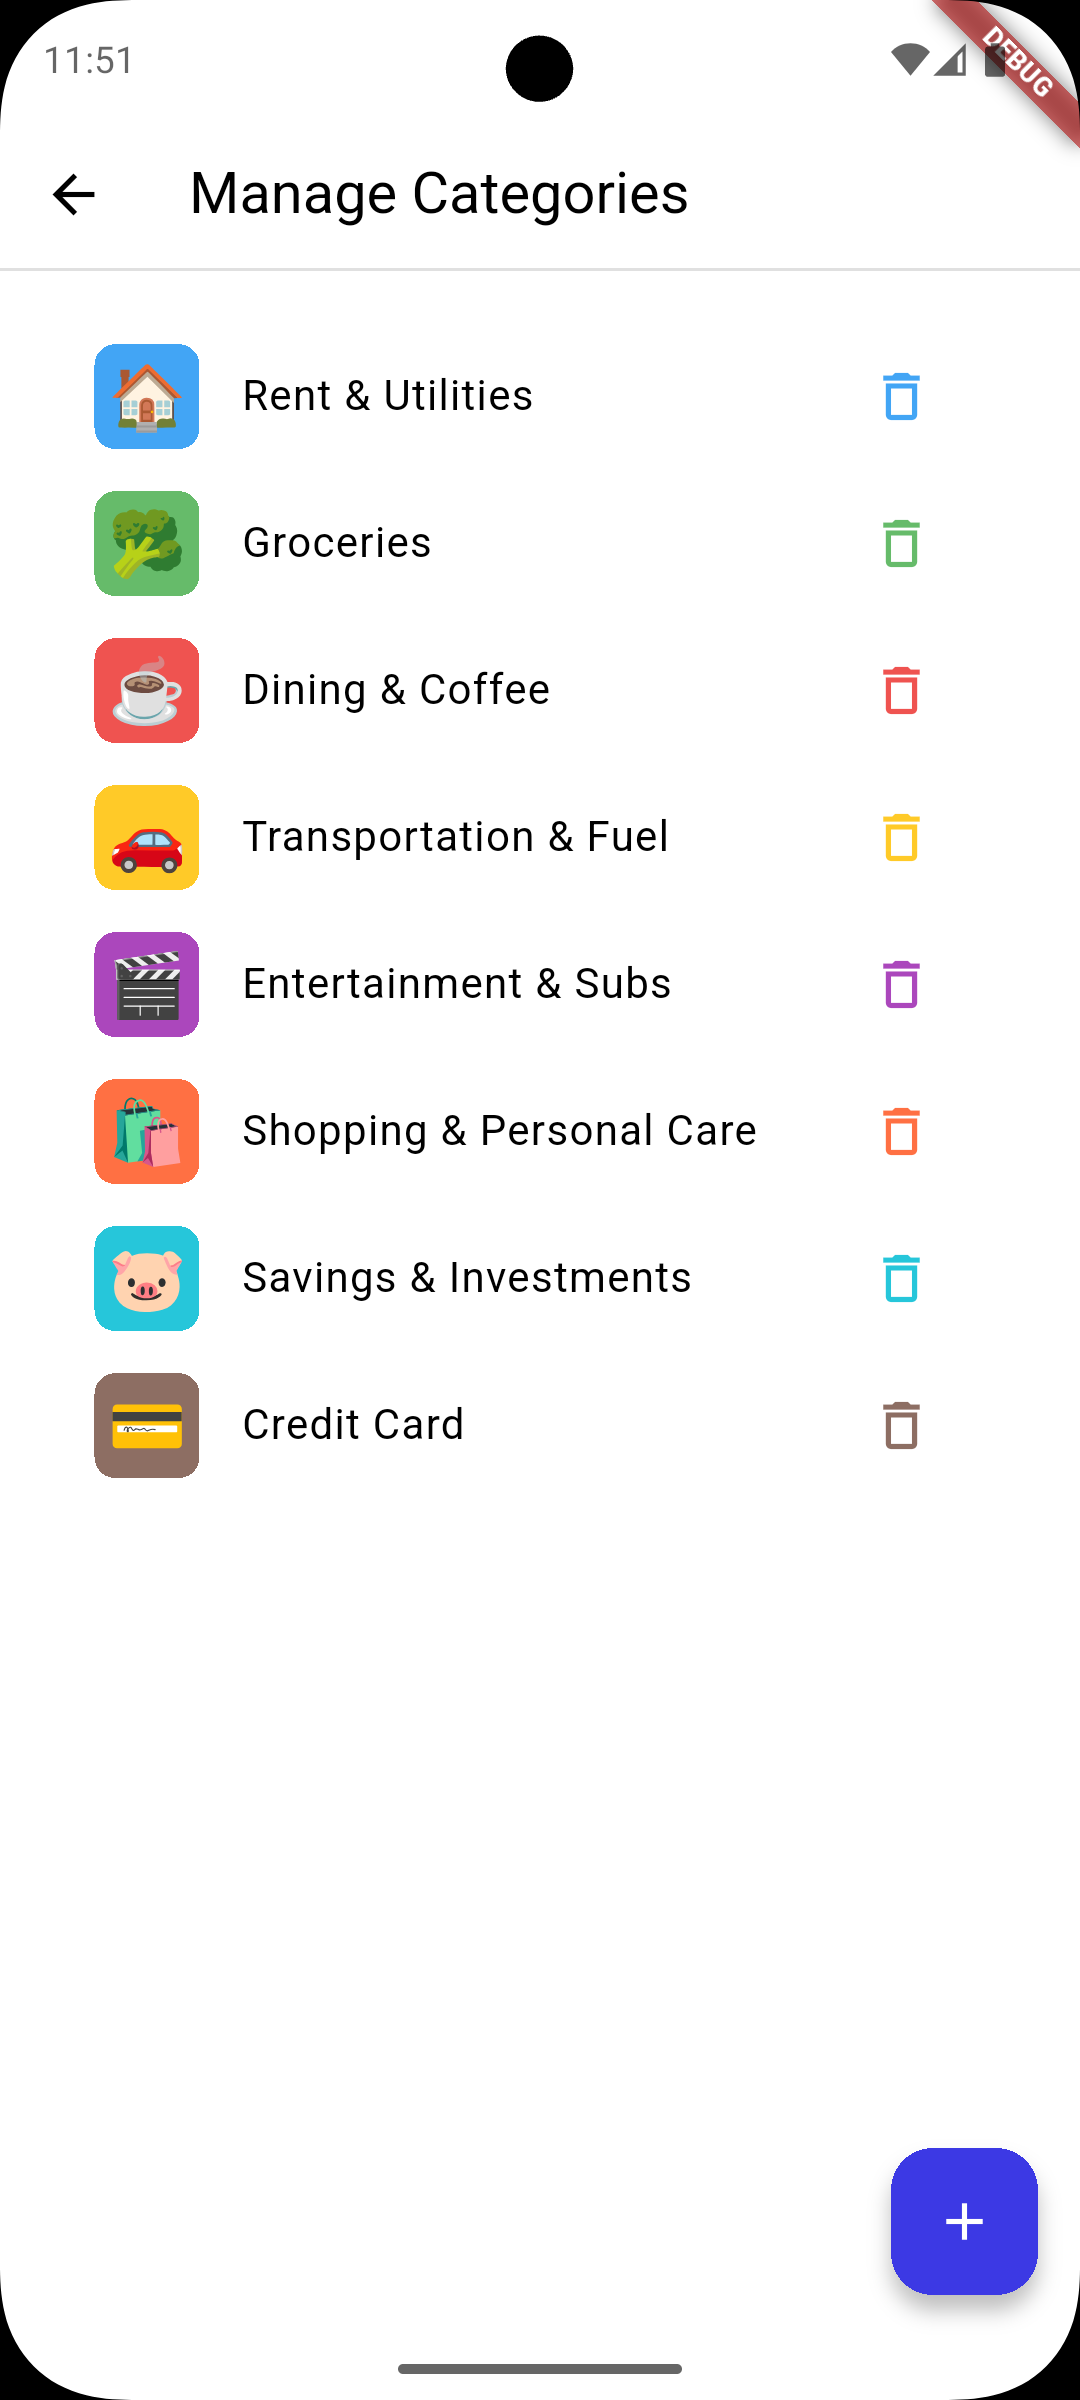 11:51
DEBUG
Manage Categories
Rent & Utilities
Groceries
Dining & Coffee
Transportation & Fuel
Entertainment & Subs
Shopping & Personal Care
Savings & Investments
Credit Card